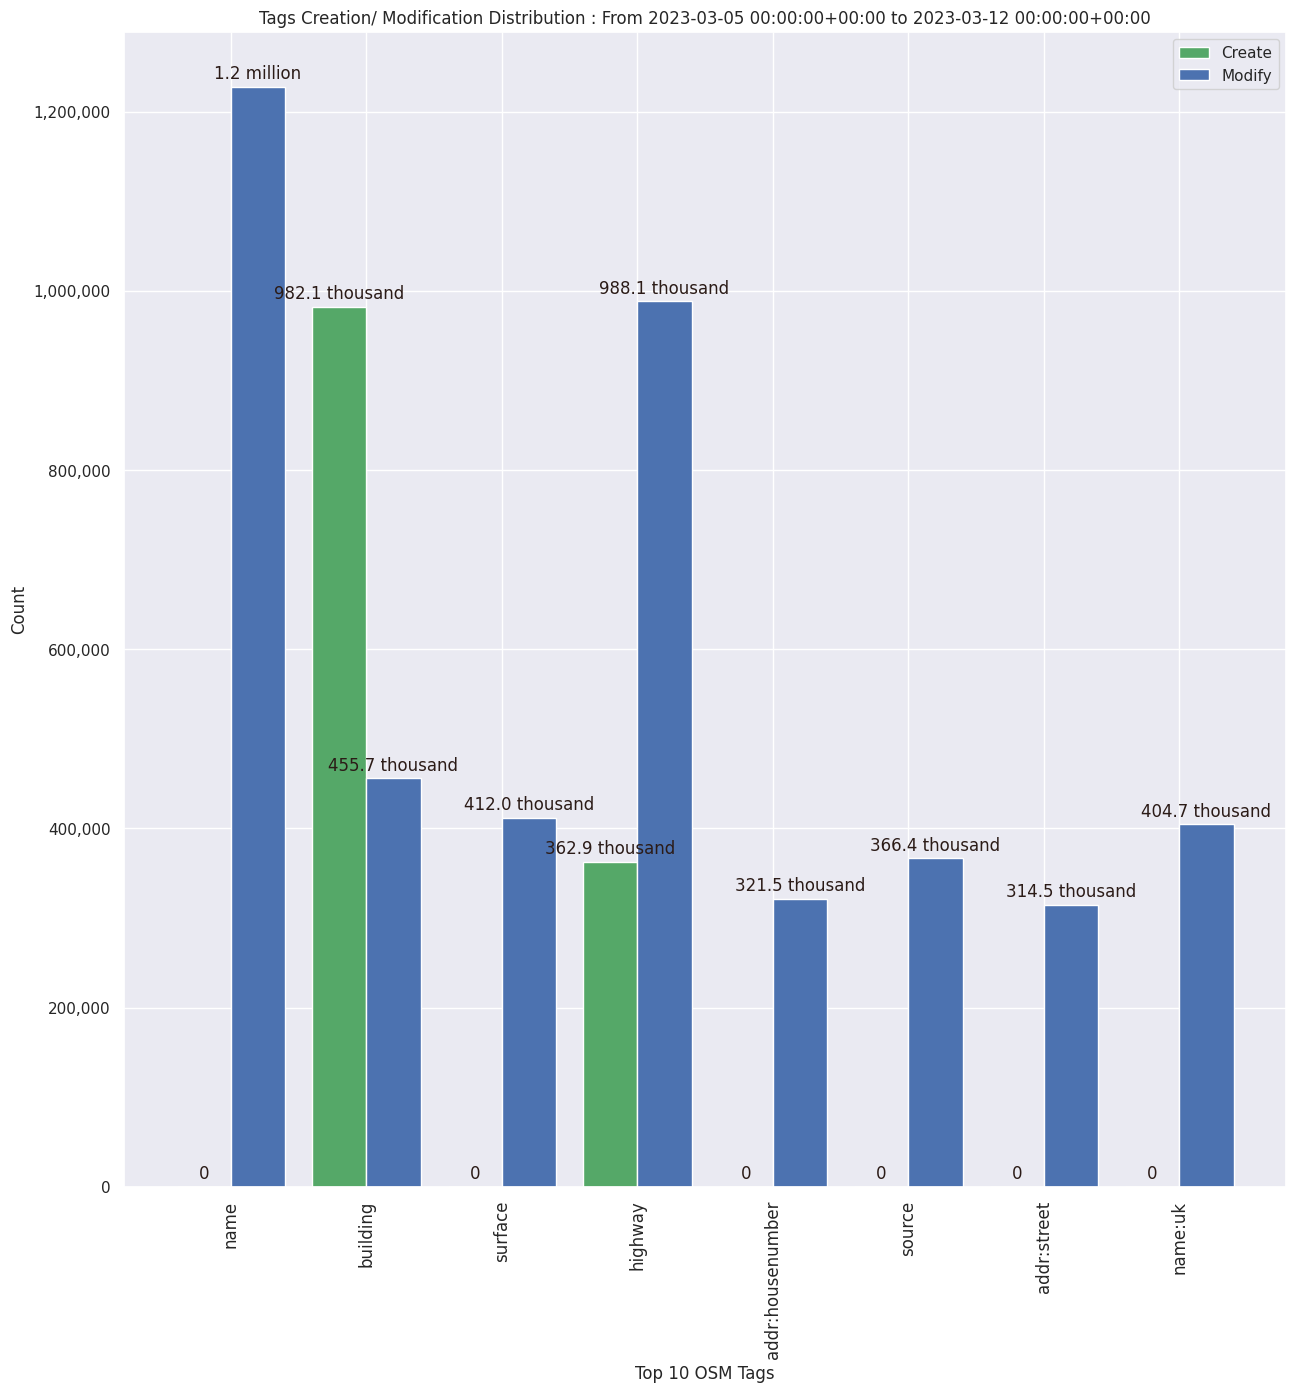 Tags Creation/ Modification Distribution : From 2023-03-05 00:00:00+00:00 to 2023-03-12 00:00:00+00:00
Create
Modify
Count
1,200,000
1,000,000
800,000
600,000
400,000
200,000
0
1.2 million
982.1 thousand
988.1 thousand
455.7 thousand
412.0 thousand
362.9 thousand
321.5 thousand
366.4 thousand
314.5 thousand
404.7 thousand
0
0
0
0
0
0
name
building
surface
highway
addr:housenumber
source
addr:street
name:uk
Top 10 OSM Tags